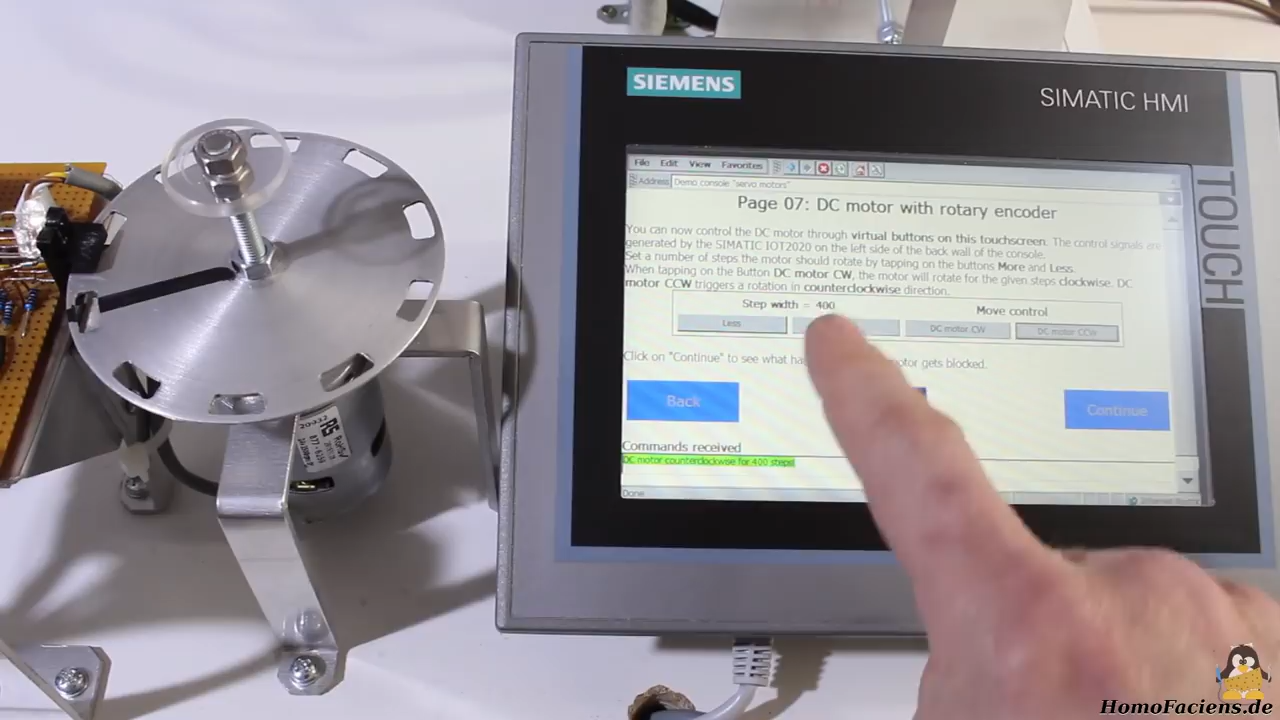 SIEMENS
SIMATIC HMI
TOUCH
File Edit View Favorites
Address Demo console "servo motors"
Page 07: DC motor with rotary encoder
You can now control the DC motor through virtual buttons on this touchscreen. The control signals are
generated by the SIMATIC IOT2020 on the left side of the back wall of the console.
Set a number of steps the motor should rotate by tapping on the buttons More and Less.
When tapping on the Button DC motor CW, the motor will rotate for the given steps clockwise. DC
motor CCW triggers a rotation in counterclockwise direction.
Step width = 400 Move control
Less DC motor CW DC motor CCW
Click on "Continue" to see what gets blocked.
Back Continue
Commands received
DC motor counterclockwise for 400 steps!
Done
RS
HomoFaciens.de